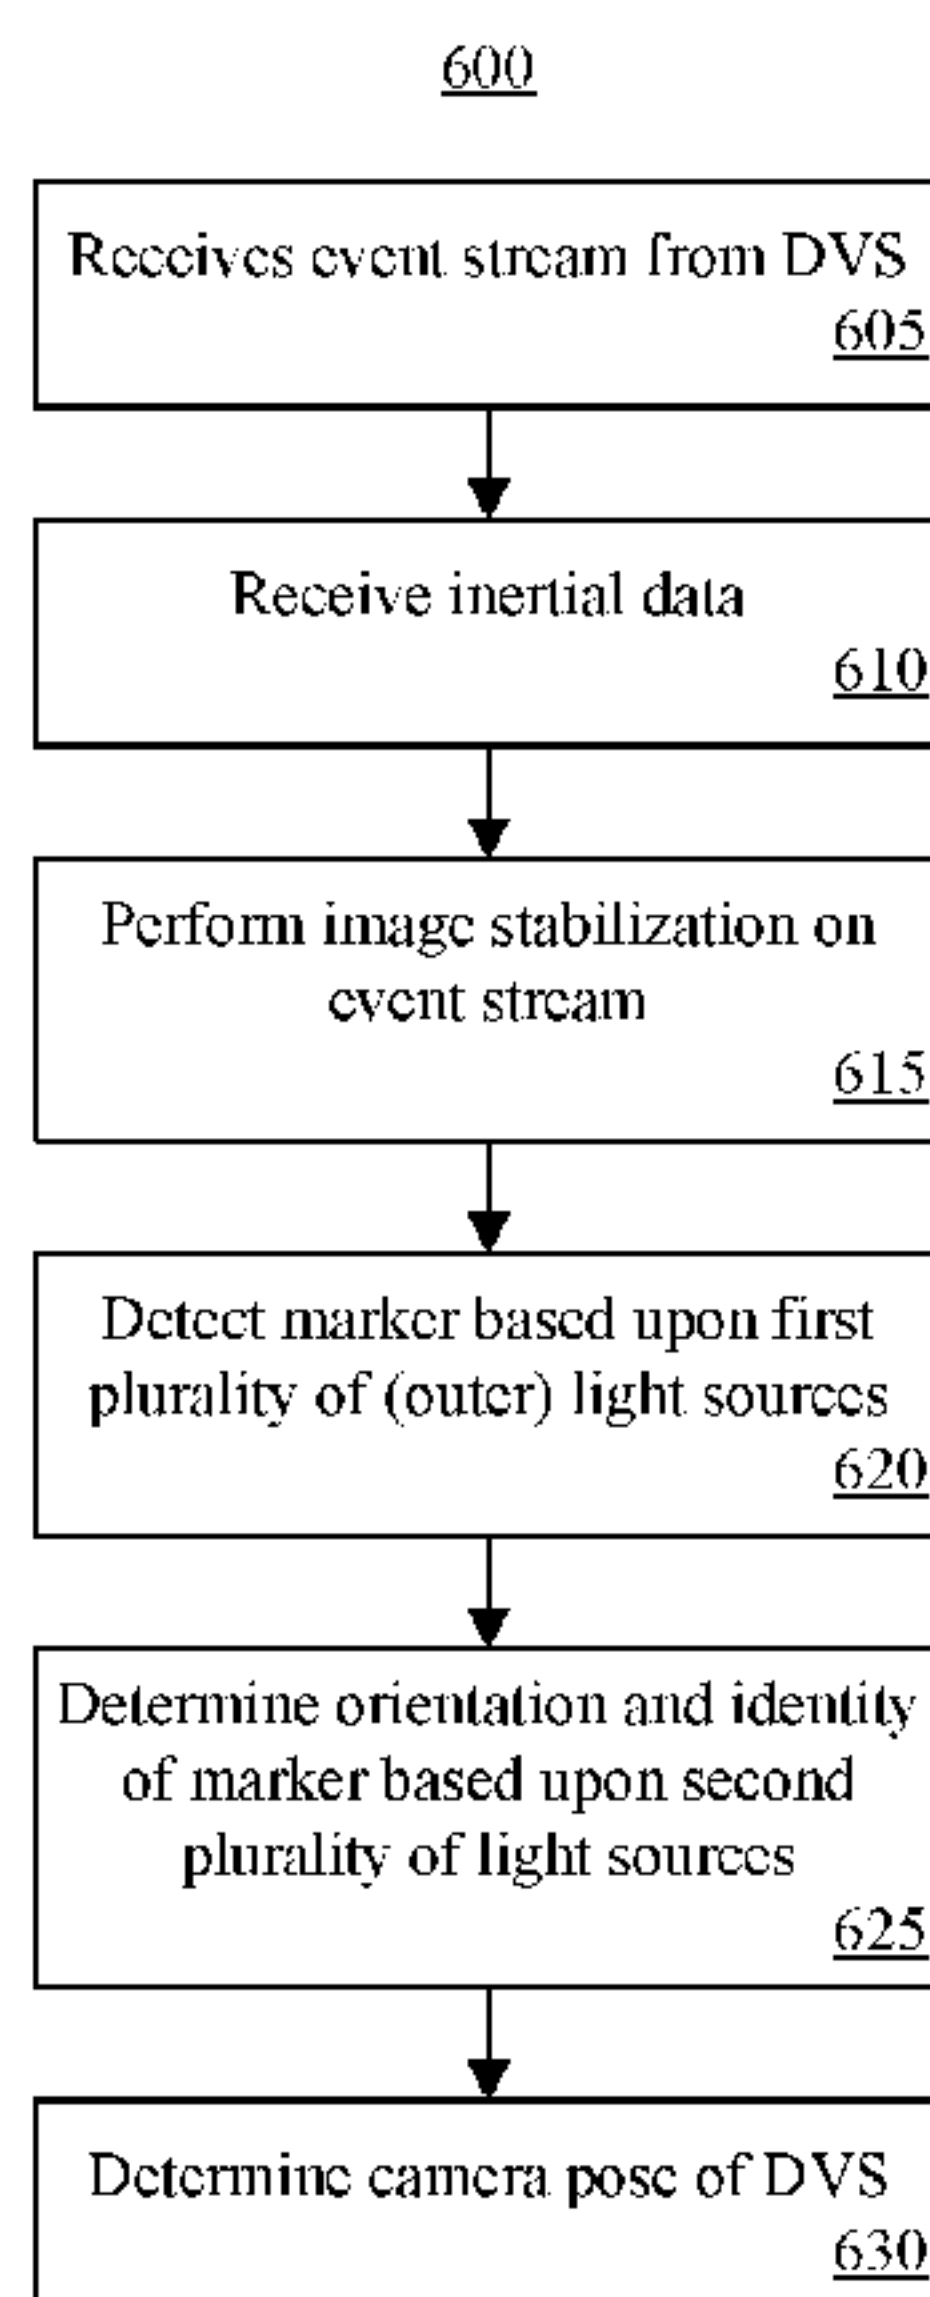 600
Receives event stream from DVS
605
Receive inertial data
610
Perform image stabilization on
event stream
615
Detect marker based upon first
plurality of (outer) light sources
620
Determine orientation and identity
of marker based upon second
plurality of light sources
625
Determine camera pose of DVS
630